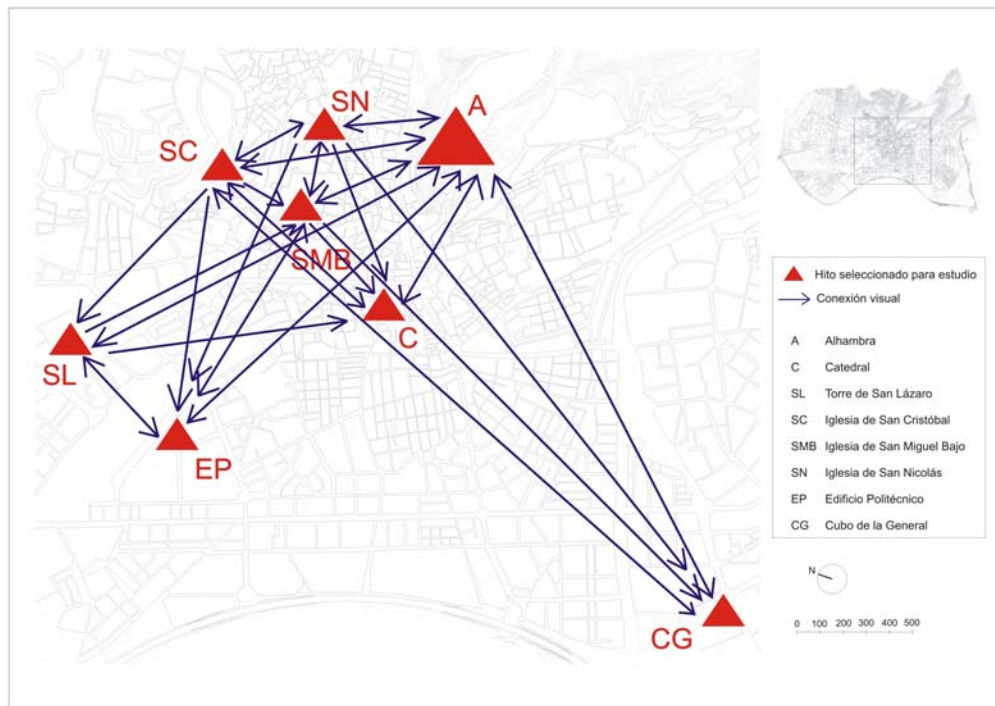 SN
A
SC
SMB
C
SL
EP
CG
Hito seleccionado para estudio
Conexión visual
A Alhambra
C Catedral
SL Torre de San Lázaro
SC Iglesia de San Cristóbal
SMB Iglesia de San Miguel Bajo
SN Iglesia de San Nicolás
EP Edificio Politécnico
CG Cubo de la General
N
0 100 200 300 400 500